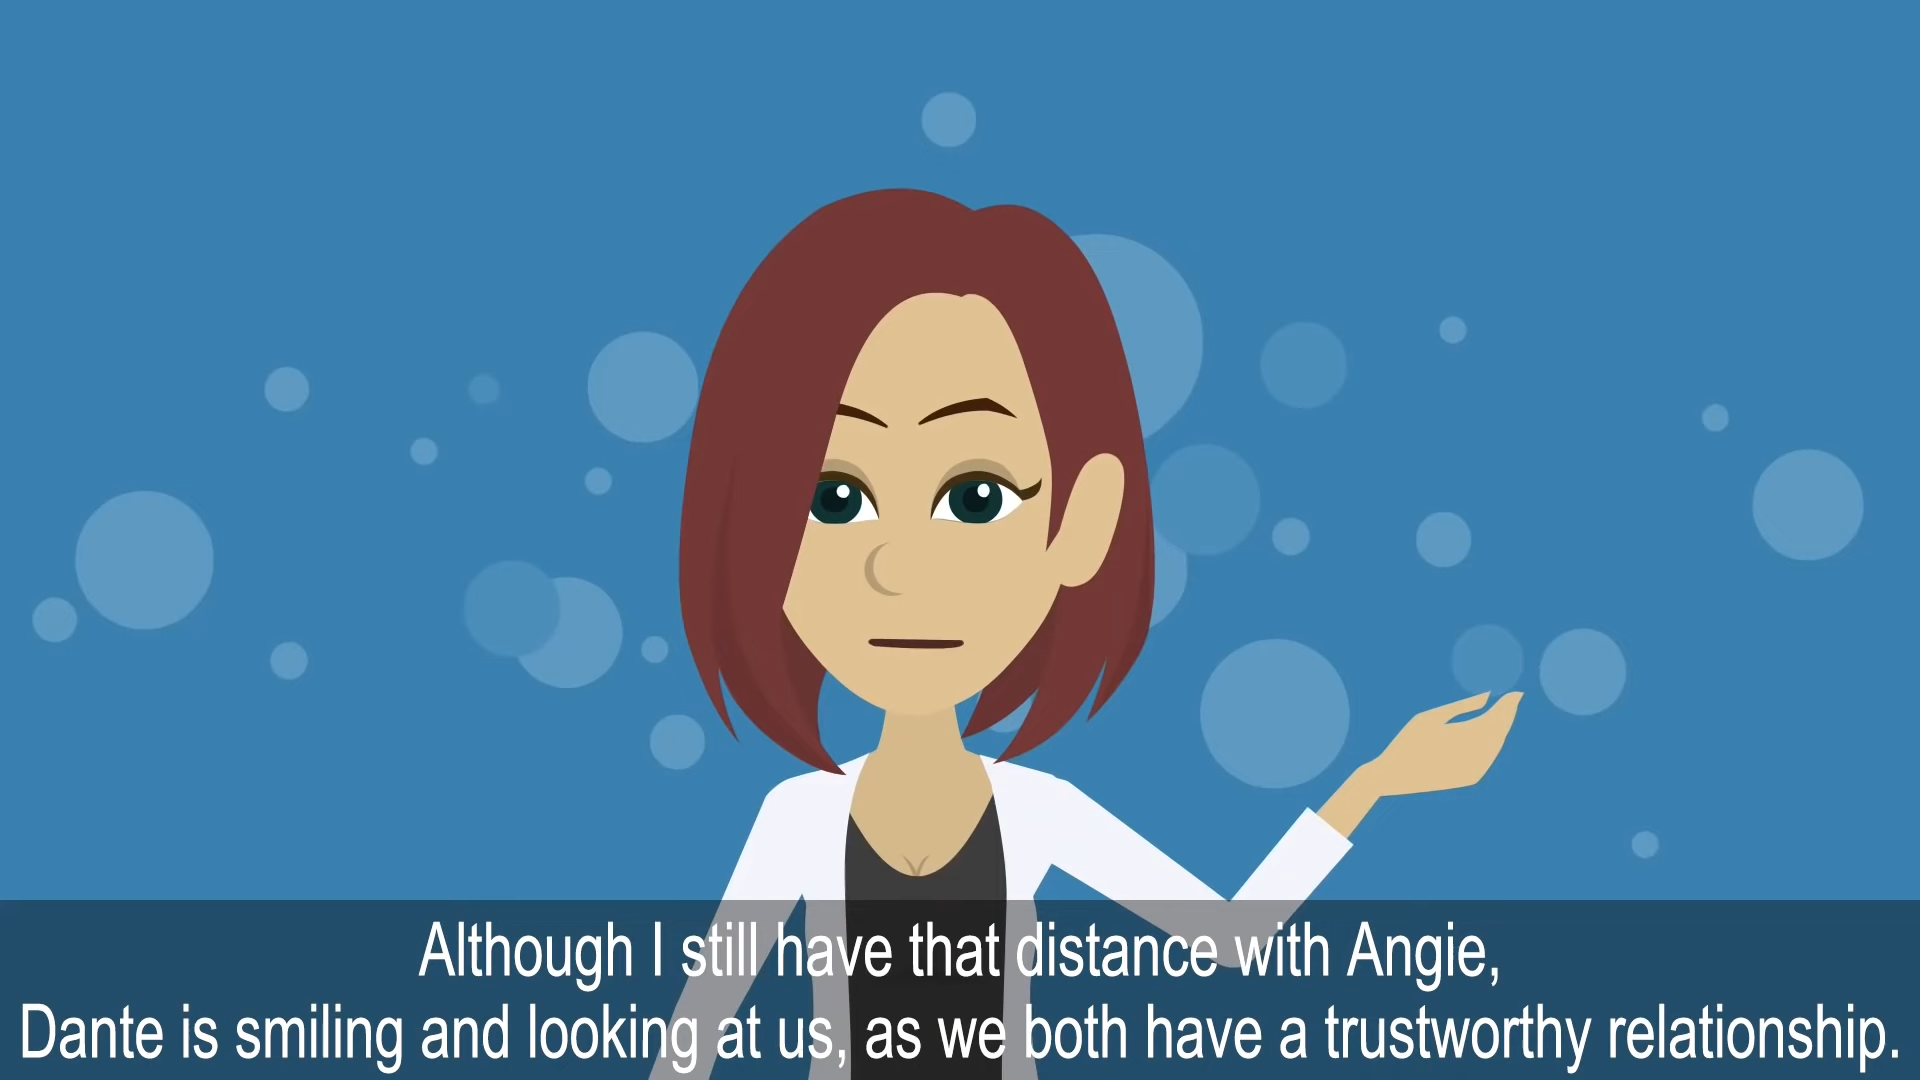 Although I still have that distance with Angie,
Dante is smiling and looking at us, as we both have a trustworthy relationship.